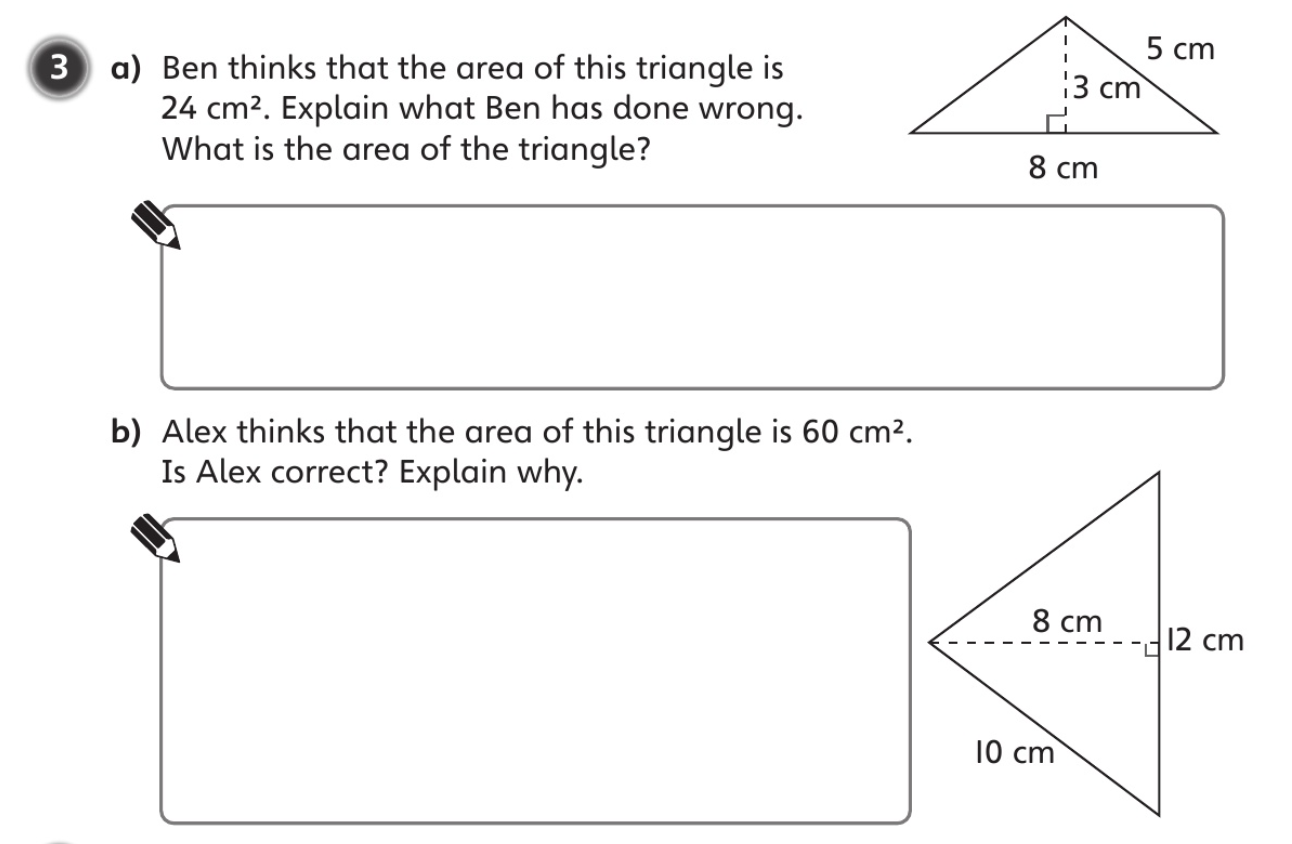 3 a) Ben thinks that the area of this triangle is
24 cm². Explain what Ben has done wrong.
What is the area of the triangle?
5 cm
3 cm
8 cm
b) Alex thinks that the area of this triangle is 60 cm².
Is Alex correct? Explain why.
8 cm
12 cm
10 cm